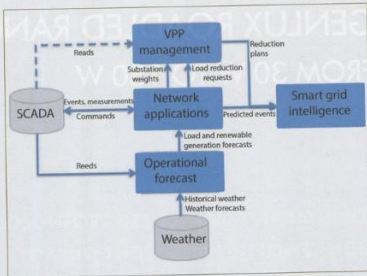 VPP
management
Reads
Reduction
plans
Substation
weights
Load reduction
requests
SCADA
Events, measurements
Commands
Network
applications
Predicted events
Smart grid
intelligence
Load and renewable
generation forecasts
Reeds
Operational
forecast
Historical weather
Weather forecasts
Weather